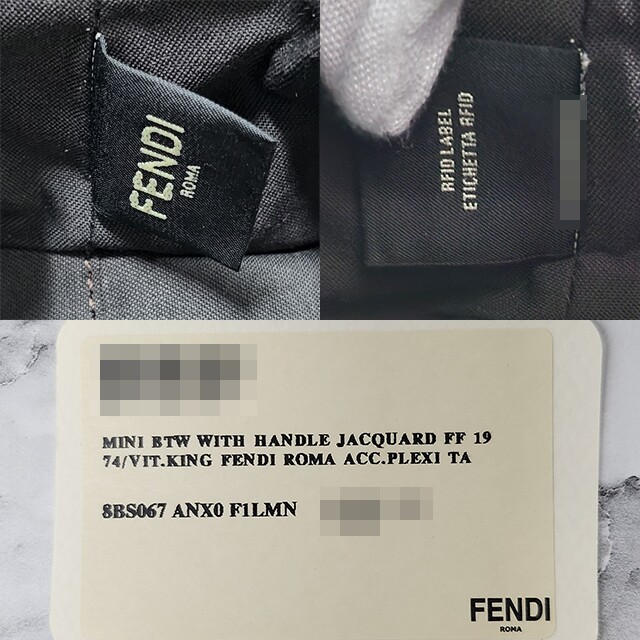 FENDI
ROMA
RFID LABEL
ETICHETTA RFID
MINI BTW WITH HANDLE JACQUARD FF 19
74/VIT.KING FENDI ROMA ACC.PLEXI TA
8BS067 ANX0 F1LMN
FENDI
ROMA